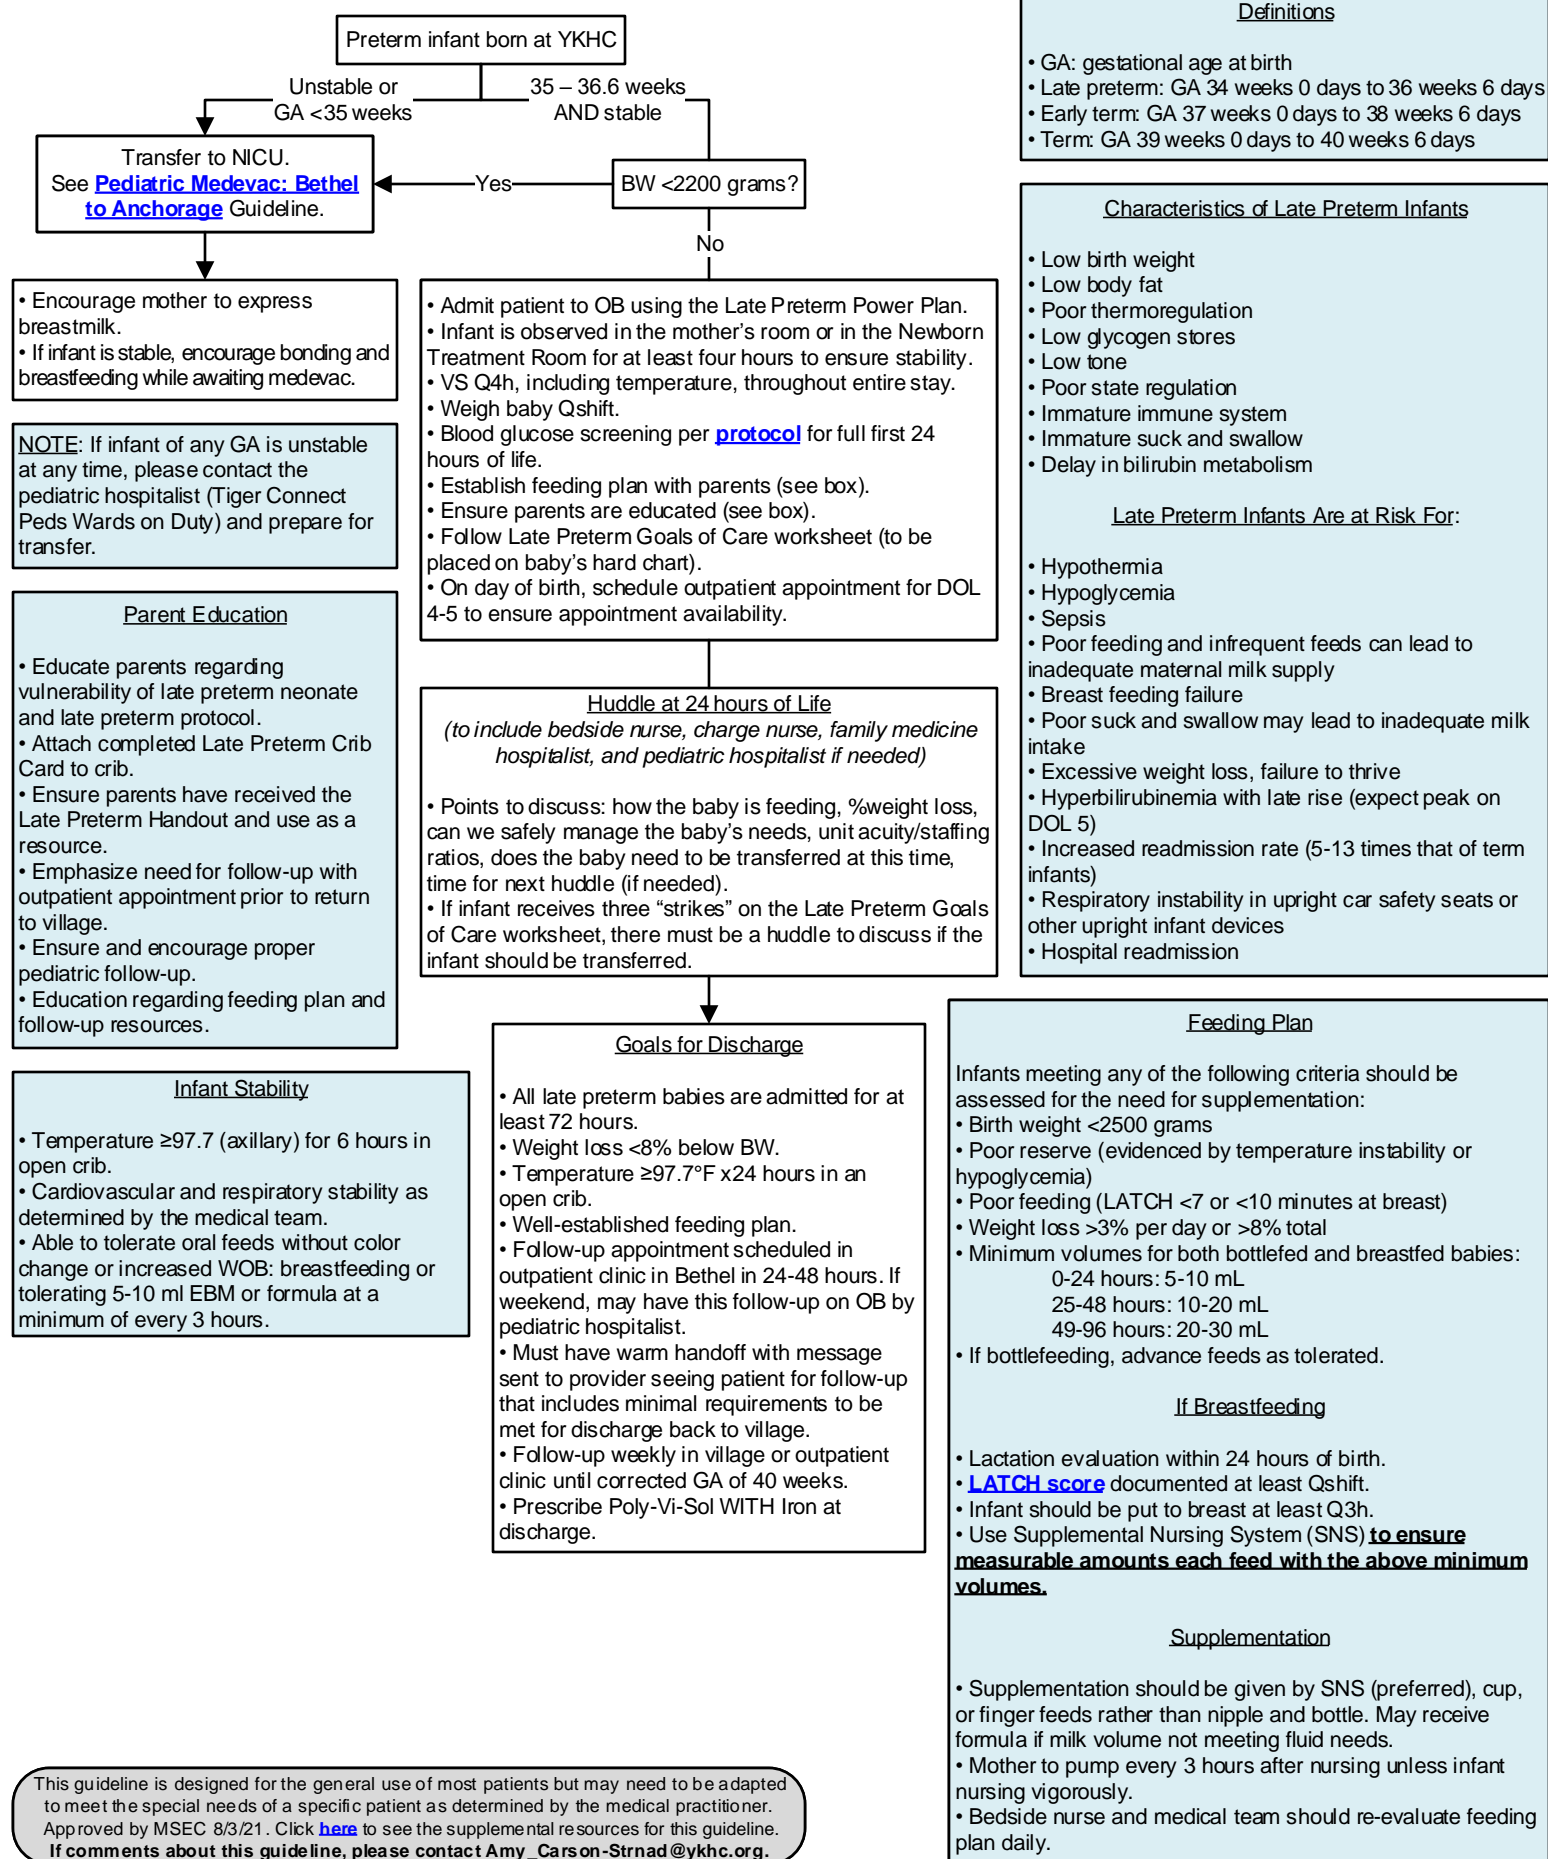 Preterm infant born at YKHC
Unstable or
GA <35 weeks
35 – 36.6 weeks
AND stable
Transfer to NICU.
See Pediatric Medevac: Bethel
to Anchorage Guideline.
Yes
BW <2200 grams?
No
• Encourage mother to express
breastmilk.
• If infant is stable, encourage bonding and
breastfeeding while awaiting medevac.
NOTE: If infant of any GA is unstable
at any time, please contact the
pediatric hospitalist (Tiger Connect
Peds Wards on Duty) and prepare for
transfer.
Parent Education
• Educate parents regarding
vulnerability of late preterm neonate
and late preterm protocol.
• Attach completed Late Preterm Crib
Card to crib.
• Ensure parents have received the
Late Preterm Handout and use as a
resource.
• Emphasize need for follow-up with
outpatient appointment prior to return
to village.
• Ensure and encourage proper
pediatric follow-up.
• Education regarding feeding plan and
follow-up resources.
Infant Stability
• Temperature ≥97.7 (axillary) for 6 hours in
open crib.
• Cardiovascular and respiratory stability as
determined by the medical team.
• Able to tolerate oral feeds without color
change or increased WOB: breastfeeding or
tolerating 5-10 ml EBM or formula at a
minimum of every 3 hours.
• Admit patient to OB using the Late Preterm Power Plan.
• Infant is observed in the mother's room or in the Newborn
Treatment Room for at least four hours to ensure stability.
• VS Q4h, including temperature, throughout entire stay.
• Weigh baby Qshift.
• Blood glucose screening per protocol for full first 24
hours of life.
• Establish feeding plan with parents (see box).
• Ensure parents are educated (see box).
• Follow Late Preterm Goals of Care worksheet (to be
placed on baby's hard chart).
• On day of birth, schedule outpatient appointment for DOL
4-5 to ensure appointment availability.
Huddle at 24 hours of Life
(to include bedside nurse, charge nurse, family medicine
hospitalist, and pediatric hospitalist if needed)
• Points to discuss: how the baby is feeding, %weight loss,
can we safely manage the baby's needs, unit acuity/staffing
ratios, does the baby need to be transferred at this time,
time for next huddle (if needed).
• If infant receives three “strikes” on the Late Preterm Goals
of Care worksheet, there must be a huddle to discuss if the
infant should be transferred.
Goals for Discharge
• All late preterm babies are admitted for at
least 72 hours.
• Weight loss <8% below BW.
• Temperature ≥97.7°F x24 hours in an
open crib.
• Well-established feeding plan.
• Follow-up appointment scheduled in
outpatient clinic in Bethel in 24-48 hours. If
weekend, may have this follow-up on OB by
pediatric hospitalist.
• Must have warm handoff with message
sent to provider seeing patient for follow-up
that includes minimal requirements to be
met for discharge back to village.
• Follow-up weekly in village or outpatient
clinic until corrected GA of 40 weeks.
• Prescribe Poly-Vi-Sol WITH Iron at
discharge.
Definitions
• GA: gestational age at birth
• Late preterm: GA 34 weeks 0 days to 36 weeks 6 days
• Early term: GA 37 weeks 0 days to 38 weeks 6 days
• Term: GA 39 weeks 0 days to 40 weeks 6 days
Characteristics of Late Preterm Infants
• Low birth weight
• Low body fat
• Poor thermoregulation
• Low glycogen stores
• Low tone
• Poor state regulation
• Immature immune system
• Immature suck and swallow
• Delay in bilirubin metabolism
Late Preterm Infants Are at Risk For:
• Hypothermia
• Hypoglycemia
• Sepsis
• Poor feeding and infrequent feeds can lead to
inadequate maternal milk supply
• Breast feeding failure
• Poor suck and swallow may lead to inadequate milk
intake
• Excessive weight loss, failure to thrive
• Hyperbilirubinemia with late rise (expect peak on
DOL 5)
• Increased readmission rate (5-13 times that of term
infants)
• Respiratory instability in upright car safety seats or
other upright infant devices
• Hospital readmission
Feeding Plan
Infants meeting any of the following criteria should be
assessed for the need for supplementation:
• Birth weight <2500 grams
• Poor reserve (evidenced by temperature instability or
hypoglycemia)
• Poor feeding (LATCH <7 or <10 minutes at breast)
• Weight loss >3% per day or >8% total
• Minimum volumes for both bottlefed and breastfed babies:
0-24 hours: 5-10 mL
25-48 hours: 10-20 mL
49-96 hours: 20-30 mL
• If bottlefeeding, advance feeds as tolerated.
If Breastfeeding
• Lactation evaluation within 24 hours of birth.
• LATCH score documented at least Qshift.
• Infant should be put to breast at least Q3h.
• Use Supplemental Nursing System (SNS) to ensure
measurable amounts each feed with the above minimum
volumes.
Supplementation
• Supplementation should be given by SNS (preferred), cup,
or finger feeds rather than nipple and bottle. May receive
formula if milk volume not meeting fluid needs.
• Mother to pump every 3 hours after nursing unless infant
nursing vigorously.
• Bedside nurse and medical team should re-evaluate feeding
plan daily.
This guideline is designed for the general use of most patients but may need to be adapted
to meet the special needs of a specific patient as determined by the medical practitioner.
Approved by MSEC 8/3/21. Click here to see the supplemental resources for this guideline.
If comments about this guideline, please contact Amy_Carson-Strnad@ykhc.org.